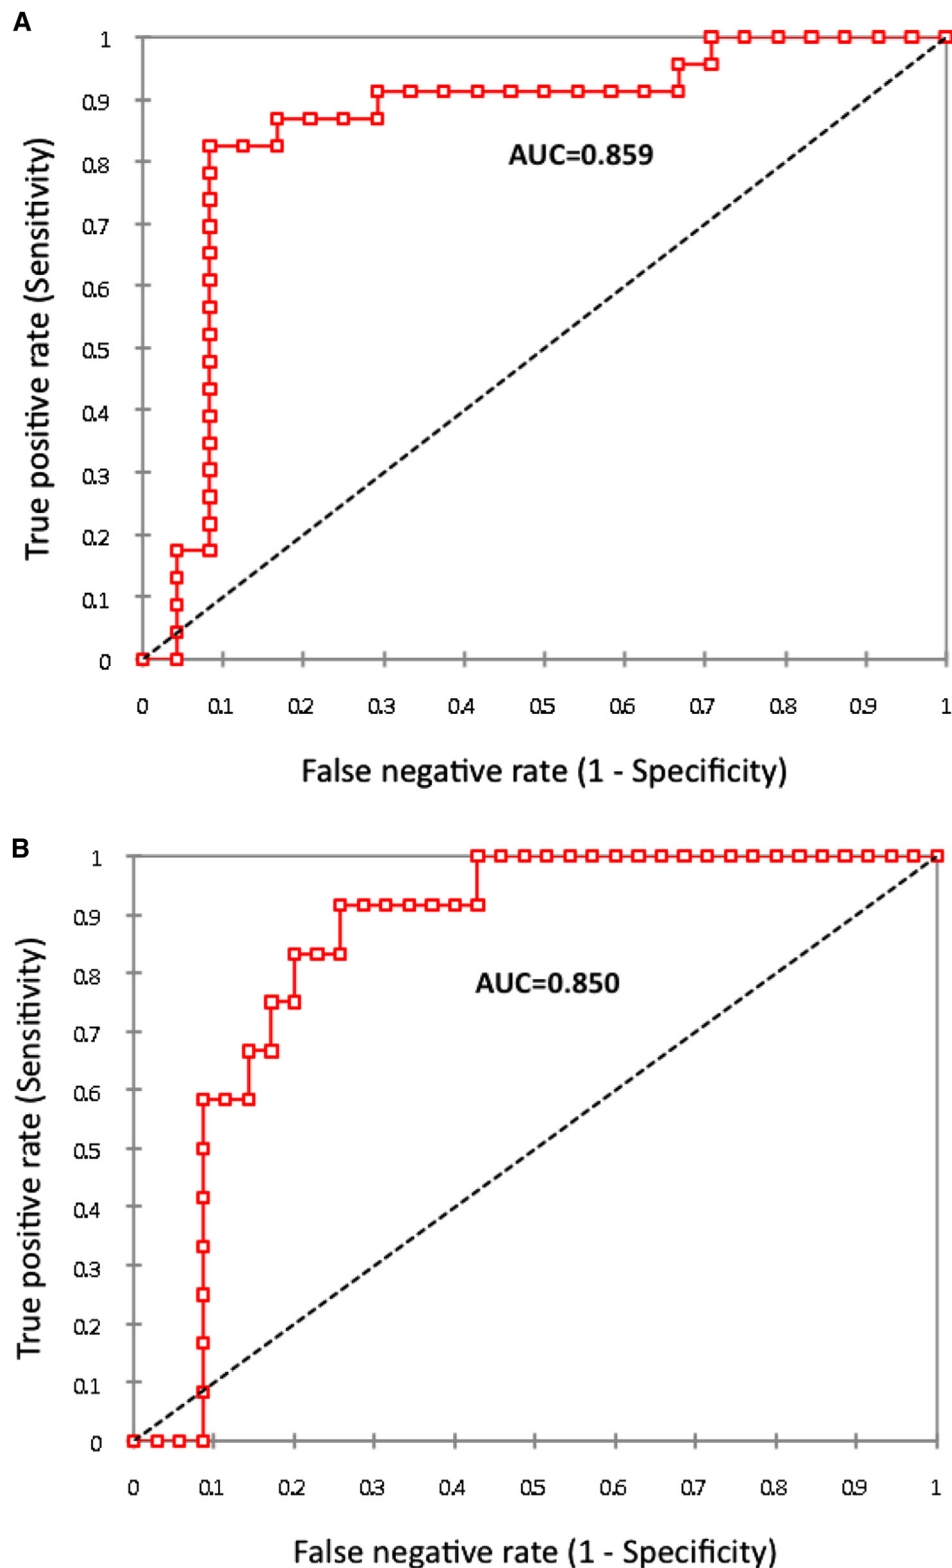 A
1
0.9
0.8
0.7
0.6
0.5
0.4
0.3
0.2
0.1
0
True positive rate (Sensitivity)
AUC=0.859
0 0.1 0.2 0.3 0.4 0.5 0.6 0.7 0.8 0.9 1
False negative rate (1 - Specificity)
B
1
0.9
0.8
0.7
0.6
0.5
0.4
0.3
0.2
0.1
0
True positive rate (Sensitivity)
AUC=0.850
0 0.1 0.2 0.3 0.4 0.5 0.6 0.7 0.8 0.9 1
False negative rate (1 - Specificity)